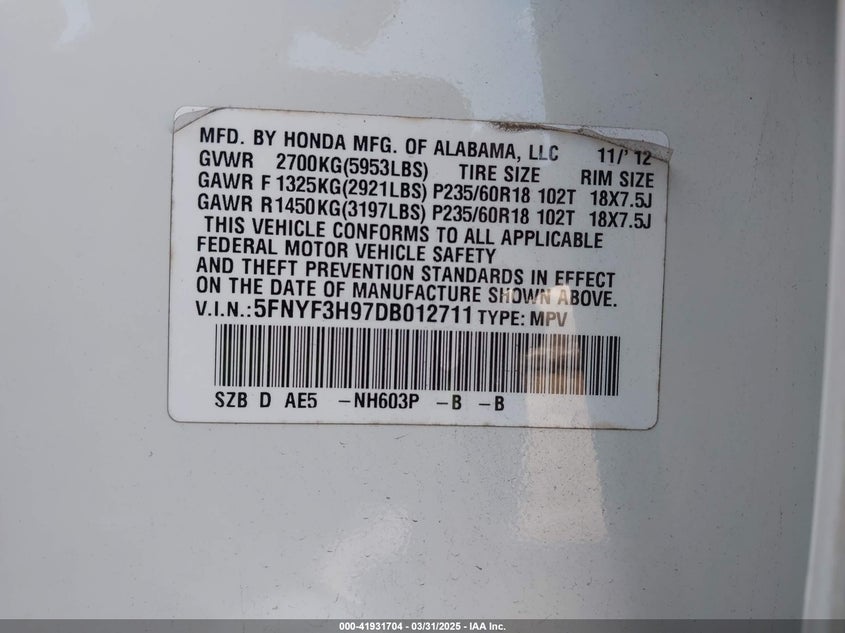 MFD. BY HONDA MFG. OF ALABAMA, LLC 11/'12
GVWR 2700KG(5953LBS) TIRE SIZE RIM SIZE
GAWR F 1325KG(2921LBS) P235/60R18 102T 18X7.5J
GAWR R1450KG(3197LBS) P235/60R18 102T 18X7.5J
THIS VEHICLE CONFORMS TO ALL APPLICABLE
FEDERAL MOTOR VEHICLE SAFETY
AND THEFT PREVENTION STANDARDS IN EFFECT
ON THE DATE OF MANUFACTURE SHOWN ABOVE.
V.I.N.:5FNYF3H97DB012711 TYPE: MPV
SZB D AE5 -NH603P -B -B
000-41931704 - 03/31/2025 - IAA Inc.